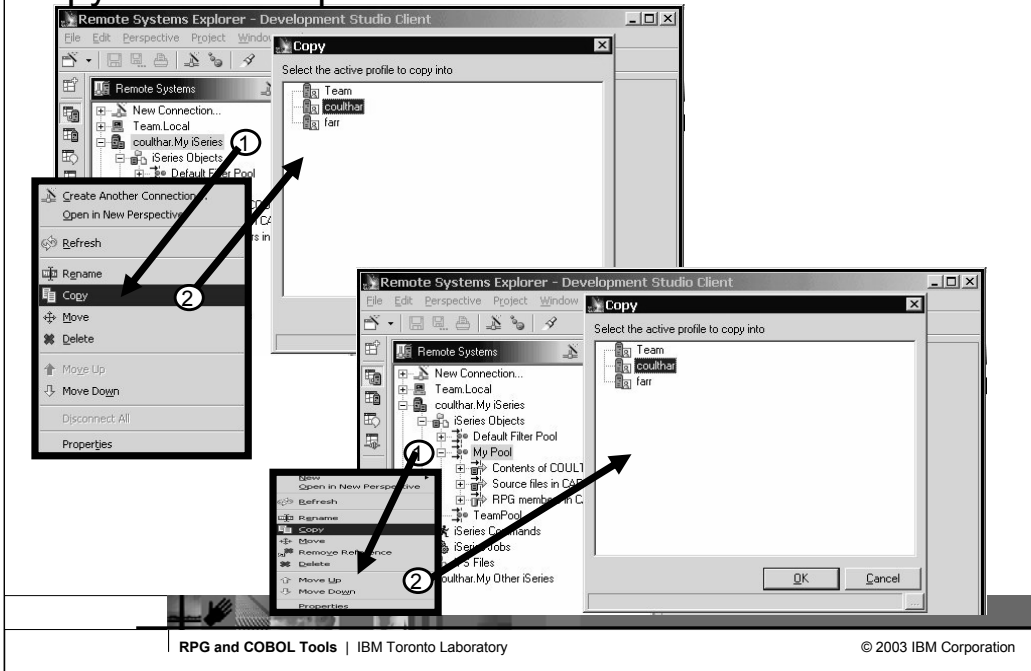 Remote Systems Explorer - Development Studio Client
File Edit Perspective Project Window
Remote Systems
New Connection...
Team.Local
coulthar.My iSeries
iSeries Objects
Default Filter Pool
1
Create Another Connection...
Open in New Perspective
Refresh
Rename
Copy
Move
Delete
Move Up
Move Down
Disconnect All
Properties
2
Copy
Select the active profile to copy into
Team
coulthar
farr
Remote Systems Explorer - Development Studio Client
File Edit Perspective Project Window
Remote Systems
New Connection...
Team.Local
coulthar.My iSeries
iSeries Objects
Default Filter Pool
My Pool
Contents of COULT
Source files in CA
RPG members in C
TeamPool
iSeries Commands
iSeries Jobs
Files
coulthar.My Other iSeries
1
New
Open in New Perspective
Refresh
Rename
Copy
Move
Remove Reference
Delete
Move Up
Move Down
Properties
2
Copy
Select the active profile to copy into
Team
coulthar
farr
OK Cancel
RPG and COBOL Tools | IBM Toronto Laboratory
© 2003 IBM Corporation